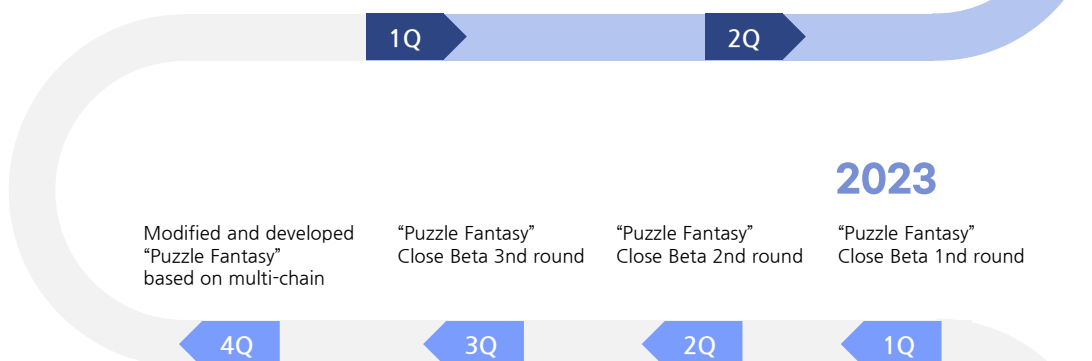 1Q
2Q
2023
Modified and developed
“Puzzle Fantasy”
based on multi-chain
“Puzzle Fantasy”
Close Beta 3nd round
“Puzzle Fantasy”
Close Beta 2nd round
“Puzzle Fantasy”
Close Beta 1nd round
4Q
3Q
2Q
1Q